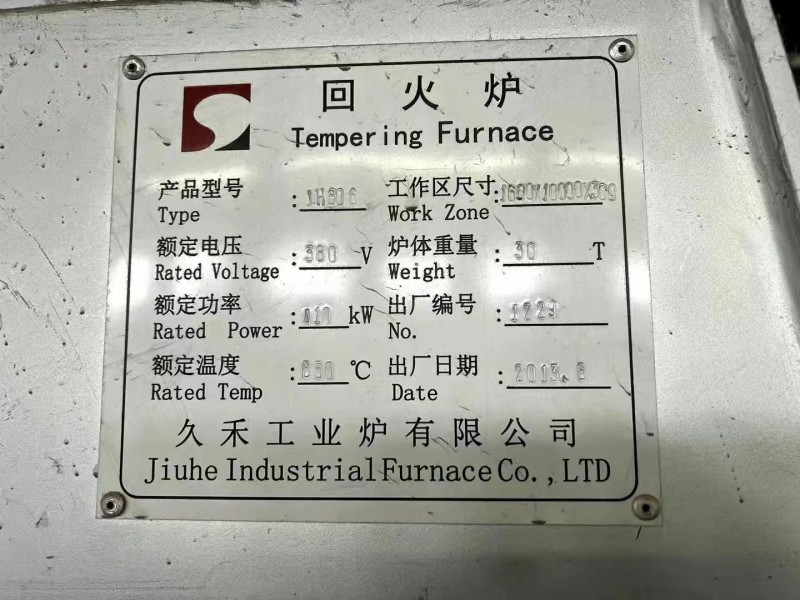 回火炉
Tempering Furnace
产品型号 : 工作区尺寸:
Type Work Zone
额定电压 : 380 V 炉体重量 : 30 T
Rated Voltage Weight
额定功率 : kW 出厂编号 : 1229
Rated Power No.
额定温度 : ℃ 出厂日期 : 2013.
Rated Temp Date
久禾工业炉有限公司
Jiuhe Industrial Furnace Co., LTD